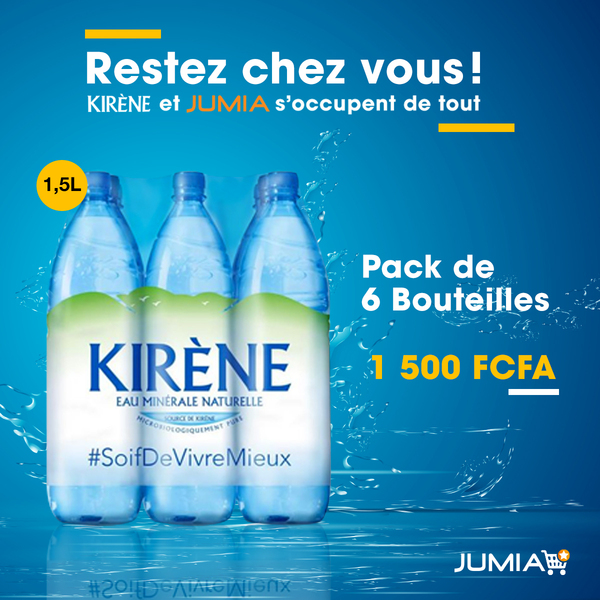 Restez chez vous!
KIRÈNE et JUMIA s'occupent de tout
1,5L
Pack de
6 Bouteilles
1 500 FCFA
KIRÈNE
EAU MINÉRALE NATURELLE
SOURCE DE KIRÈNE
MICROBIOLOGIQUEMENT PURE
#SoifDeVivreMieux
JUMIA
#SoifDeVivreMieux